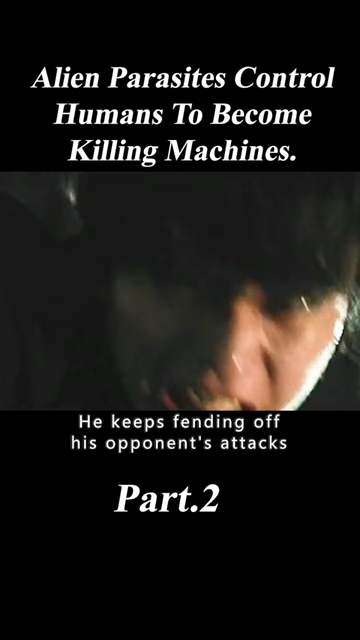 Alien Parasites Control
Humans To Become
Killing Machines.
He keeps fending off
his opponent's attacks
Part.2